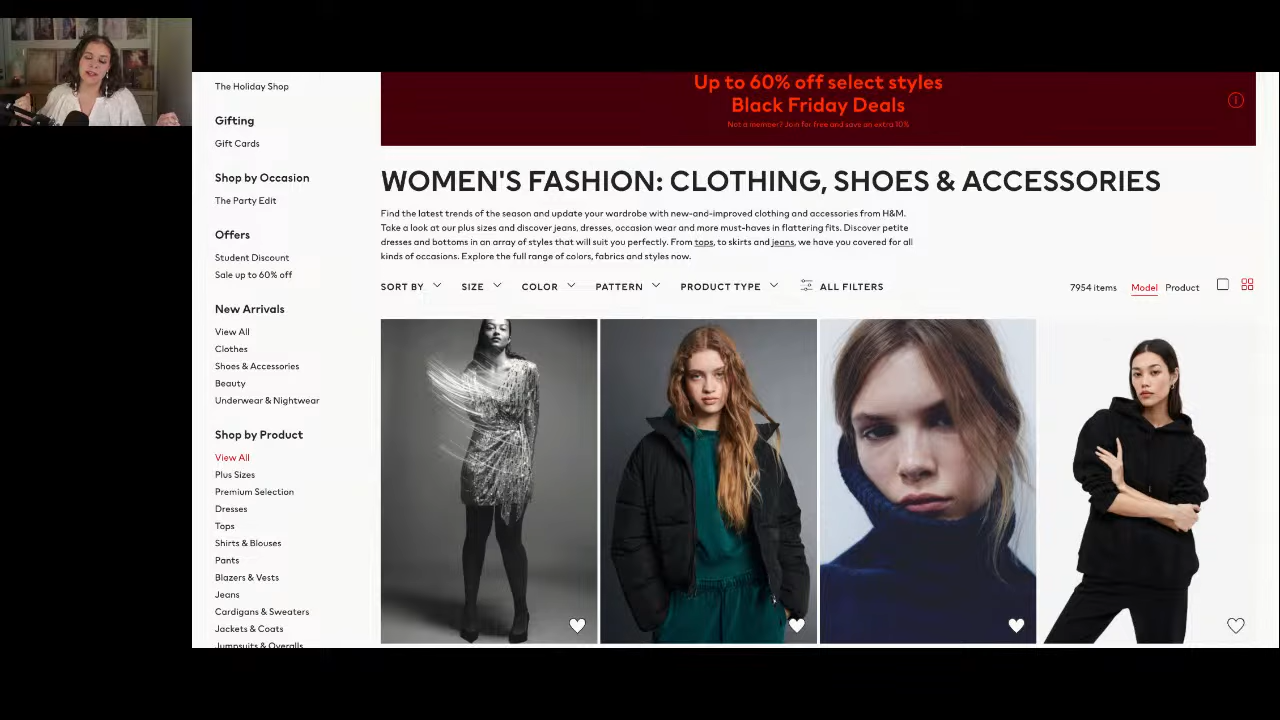 The Holiday Shop
Gifting
Gift Cards
Shop by Occasion
The Party Edit
Offers
Student Discount
Sale up to 60% off
New Arrivals
View All
Clothes
Shoes & Accessories
Beauty
Underwear & Nightwear
Shop by Product
View All
Plus Sizes
Premium Selection
Dresses
Tops
Shirts & Blouses
Pants
Blazers & Vests
Jeans
Cardigans & Sweaters
Jackets & Coats
Jumpsuits & Overalls
Up to 60% off select styles
Black Friday Deals
Not a member? Join for free and save an extra 10%
WOMEN'S FASHION: CLOTHING, SHOES & ACCESSORIES
Find the latest trends of the season and update your wardrobe with new-and-improved clothing and accessories from H&M.
Take a look at our plus sizes and discover jeans, dresses, occasion wear and more must-haves in flattering fits. Discover petite
dresses and bottoms in an array of styles that will suit you perfectly. From tops, to skirts and jeans, we have you covered for all
kinds of occasions. Explore the full range of colors, fabrics and styles now.
SORT BY SIZE COLOR PATTERN PRODUCT TYPE ALL FILTERS 7954 items Model Product